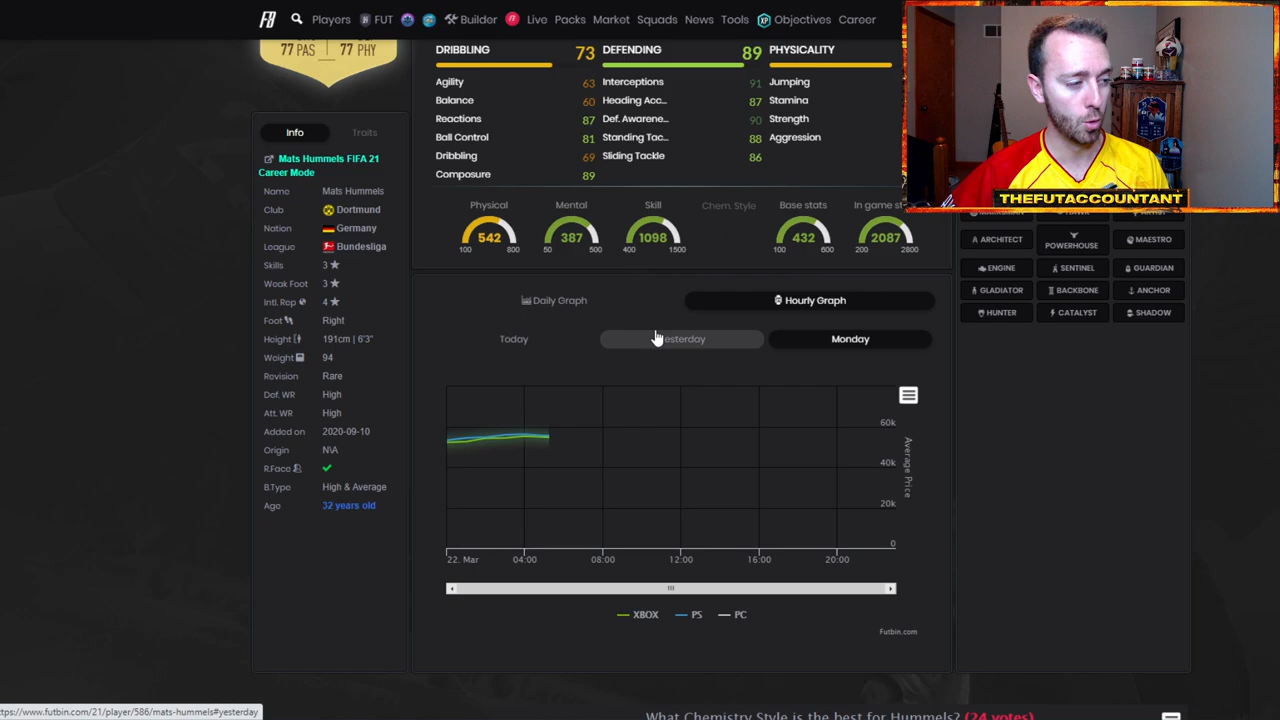 Players FUT Builder Live Packs Market Squads News Tools XP Objectives Career
77 PAS 77 PHY
DRIBBLING 73 DEFENDING 89 PHYSICALITY
Agility 63 Interceptions 91 Jumping
Balance 60 Heading Acc... 87 Stamina
Reactions 87 Def. Awarene... 90 Strength
Ball Control 81 Standing Tac... 88 Aggression
Dribbling 69 Sliding Tackle 86
Composure 89
Info Traits
Mats Hummels FIFA 21
Career Mode
Name Mats Hummels
Club Dortmund
Nation Germany
League Bundesliga
Skills 3
Weak Foot 3
Intl. Rep 4
Foot Right
Height 191cm | 6'3"
Weight 94
Revision Rare
Def. WR High
Att. WR High
Added on 2020-09-10
Origin N\A
R.Face
B.Type High & Average
Age 32 years old
Physical Mental Skill Chem. Style Base stats In game st
542 387 1098 432 2087
100 800 50 500 400 1500 100 600 200 2800
THEFUTACCOUNTANT
ARCHITECT POWERHOUSE MAESTRO
ENGINE SENTINEL GUARDIAN
GLADIATOR BACKBONE ANCHOR
HUNTER CATALYST SHADOW
Daily Graph Hourly Graph
Today esterday Monday
60k
40k
20k
0
Average Price
22. Mar 04:00 08:00 12:00 16:00 20:00
XBOX PS PC
Futbin.com
ttps://www.futbin.com/21/player/586/mats-hummels#yesterday
What Chemistry Style is the best for Hummels? (24 votes)